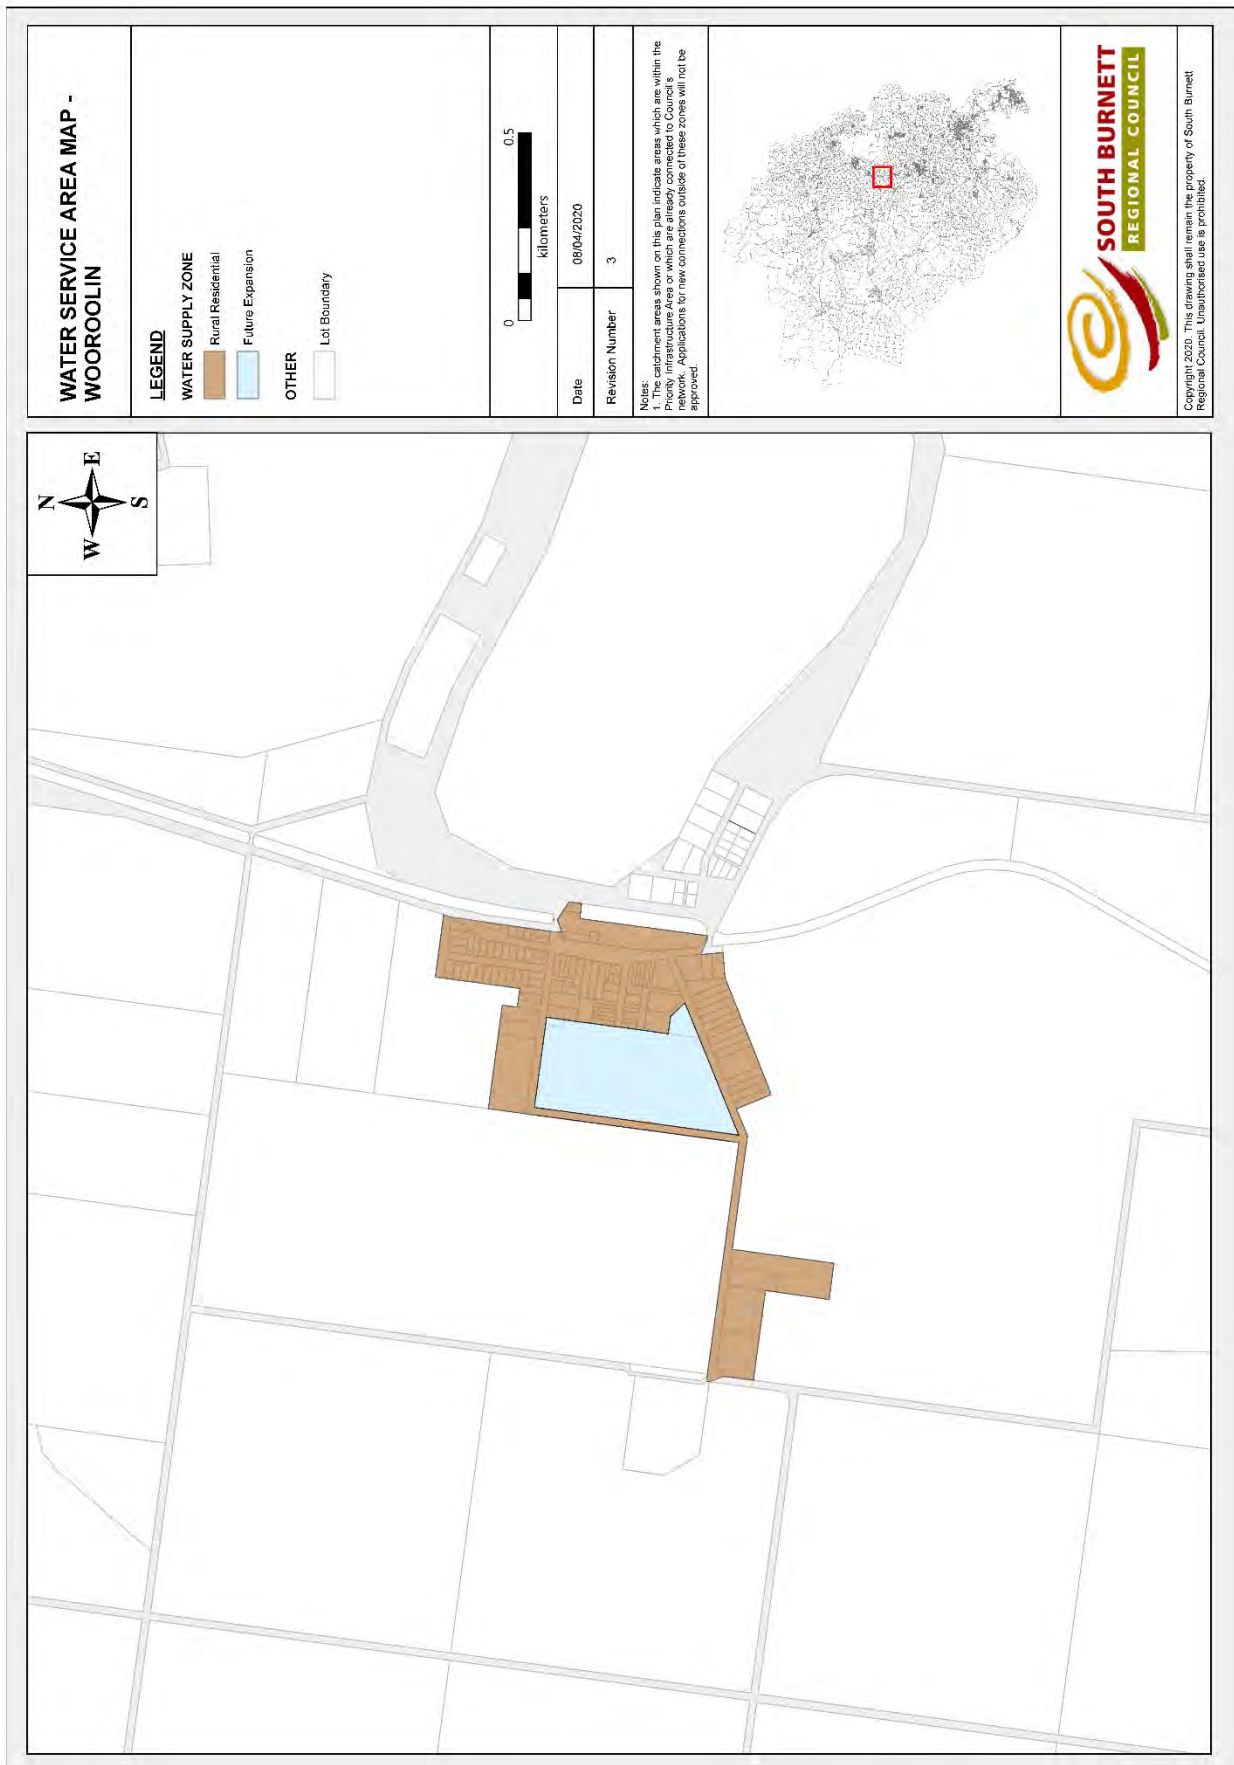 WATER SERVICE AREA MAP -
WOOROOLIN
LEGEND
WATER SUPPLY ZONE
Rural Residential
Future Expansion
OTHER
Lot Boundary
0
0.5
kilometers
Date
08/04/2020
Revision Number
3
Notes:
1. The catchment areas shown on this plan indicate areas which are within the
Priority Infrastructure Area or which are already connected to Council's
network. Applications for new connections outside of these zones will not be
approved.
SOUTH BURNETT
REGIONAL COUNCIL
Copyright 2020. This drawing shall remain the property of South Burnett
Regional Council. Unauthorised use is prohibited.
N
W
E
S